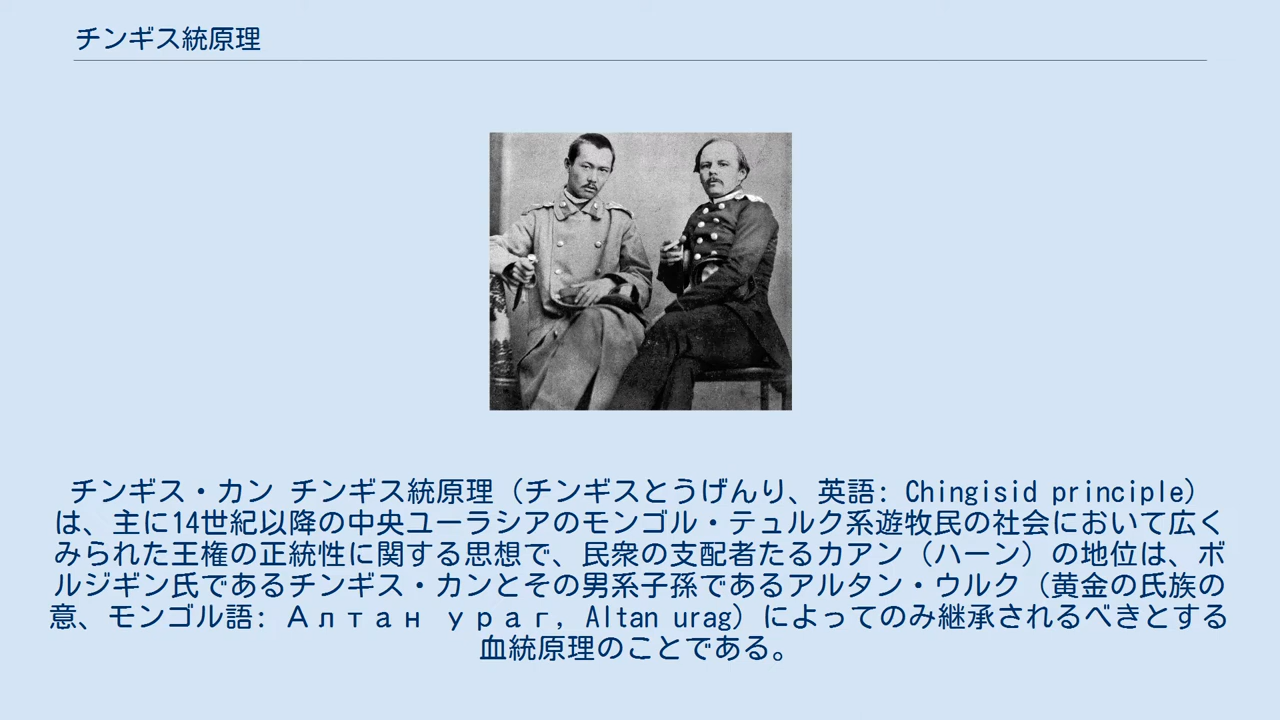 チンギス統原理
チンギス・カン チンギス統原理（チンギスとうげんり、英語: Chingisid principle）
は、主に14世紀以降の中央ユーラシアのモンゴル・テュルク系遊牧民の社会において広く
みられた王権の正統性に関する思想で、民衆の支配者たるカアン（ハーン）の地位は、ボ
ルジギン氏であるチンギス・カンとその男系子孫であるアルタン・ウルク（黄金の氏族の
意、モンゴル語: Алтан ураг, Altan urag）によってのみ継承されるべきとする
血統原理のことである。